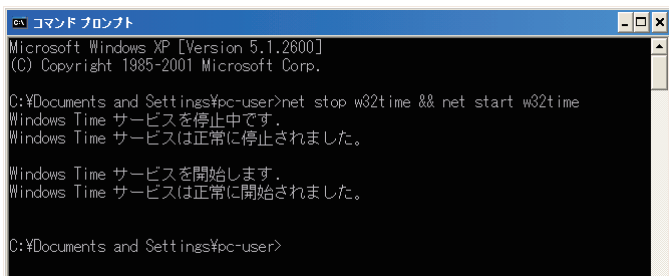 コマンド プロンプト
Microsoft Windows XP [Version 5.1.2600]
(C) Copyright 1985-2001 Microsoft Corp.
C:¥Documents and Settings¥pc-user>net stop w32time && net start w32time
Windows Time サービスを停止中です.
Windows Time サービスは正常に停止されました。
Windows Time サービスを開始します.
Windows Time サービスは正常に開始されました。
C:¥Documents and Settings¥pc-user>